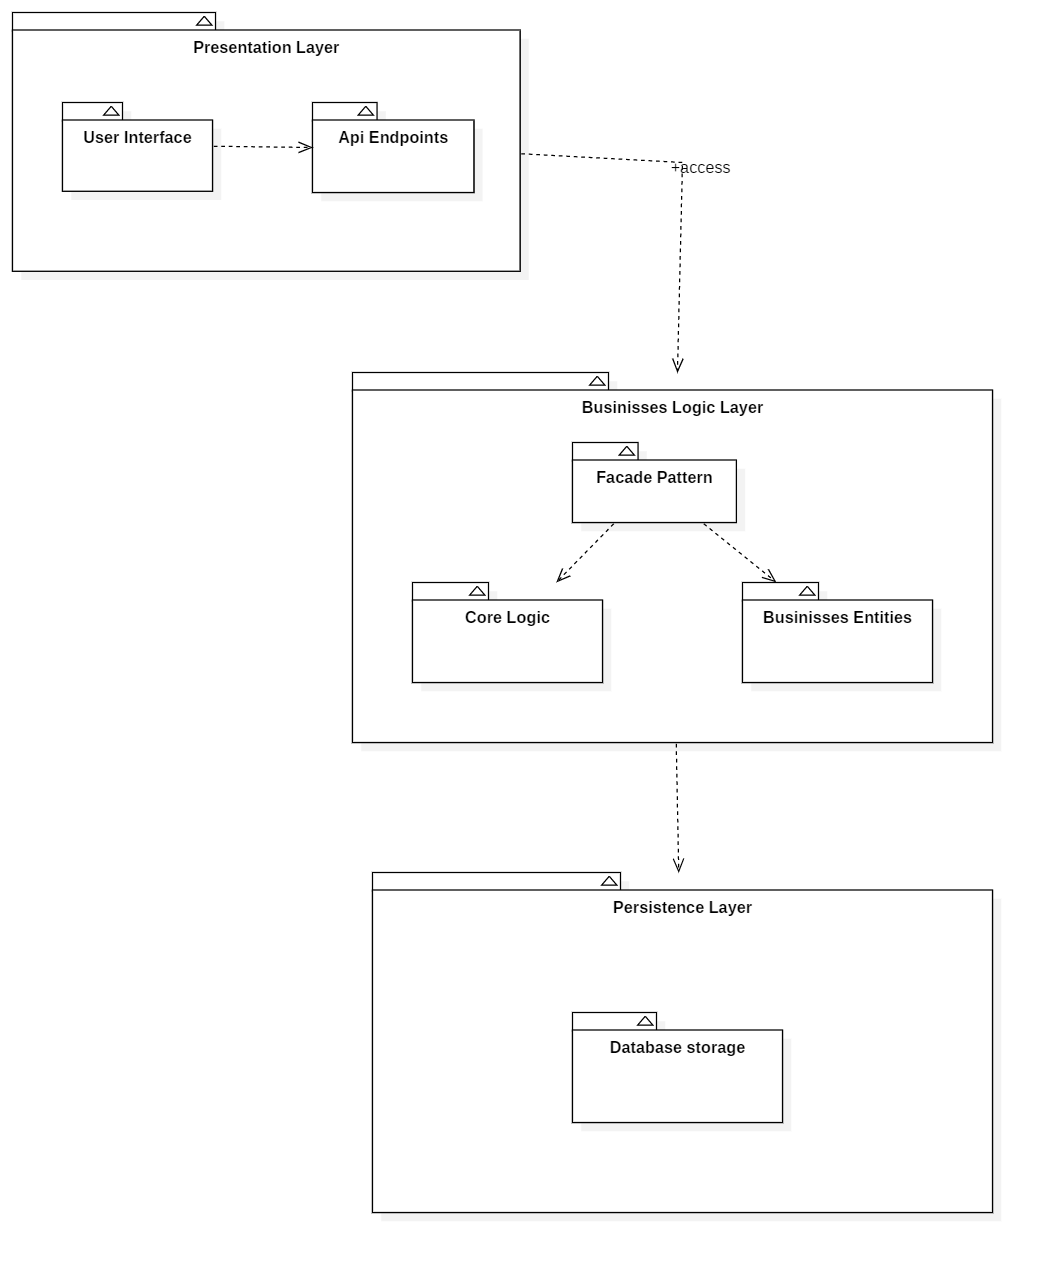 Presentation Layer
User Interface
Api Endpoints
+access
Businisses Logic Layer
Facade Pattern
Core Logic
Businisses Entities
Persistence Layer
Database storage